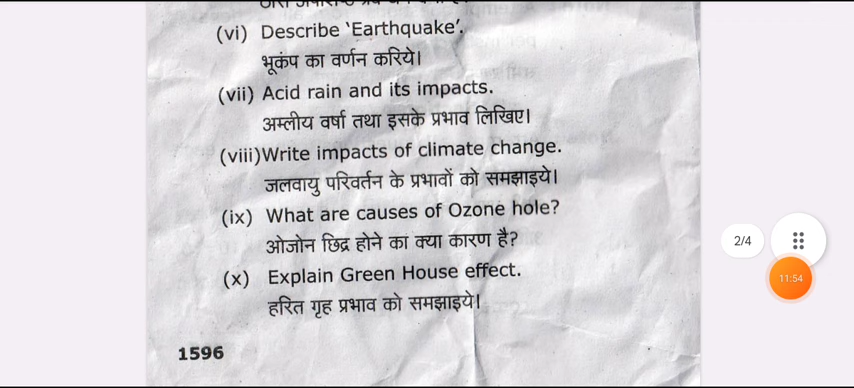 (vi) Describe 'Earthquake'.
भूकंप का वर्णन करिये।
(vii) Acid rain and its impacts.
अम्लीय वर्षा तथा इसके प्रभाव लिखिए।
(viii) Write impacts of climate change.
जलवायु परिवर्तन के प्रभावों को समझाइये।
(ix) What are causes of Ozone hole?
ओजोन छिद्र होने का क्या कारण है?
(x) Explain Green House effect.
हरित गृह प्रभाव को समझाइये।
1596
2/4
11:54